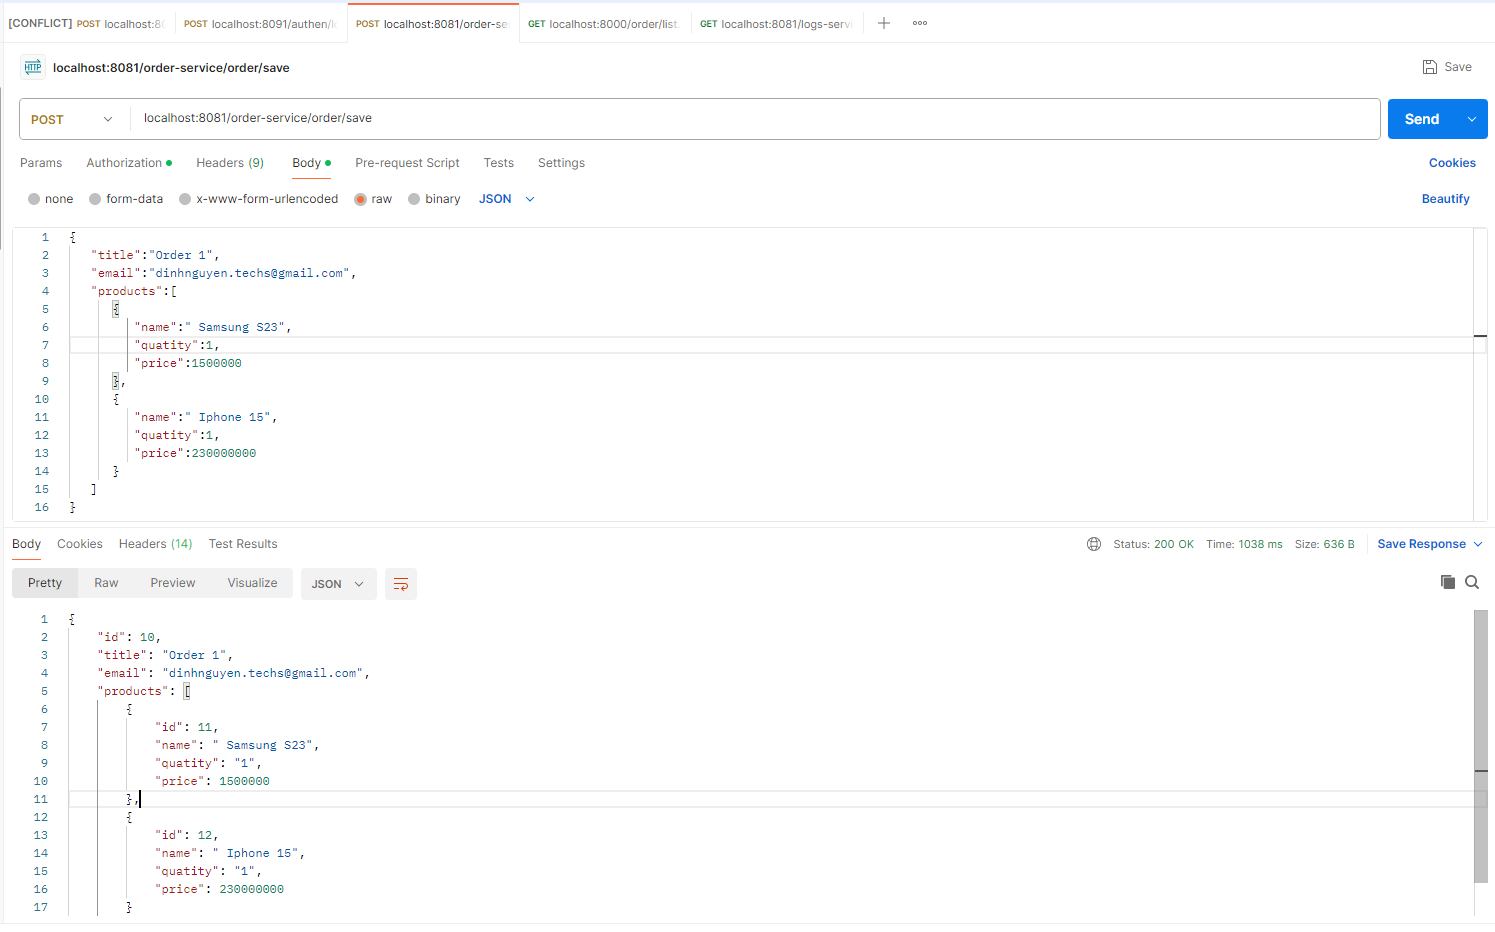 [CONFLICT] POST localhost:80 POST localhost:8091/authen/l POST localhost:8081/order-se GET localhost:8000/order/list. GET localhost:8081/logs-servi
HTTP localhost:8081/order-service/order/save Save
POST localhost:8081/order-service/order/save Send
Params Authorization Headers (9) Body Pre-request Script Tests Settings Cookies
none form-data x-www-form-urlencoded raw binary JSON Beautify
1 {
2 "title":"Order 1",
3 "email":"dinhnguyen.techs@gmail.com",
4 "products":[
5 {
6 "name":" Samsung S23",
7 "quatity":1,
8 "price":1500000
9 },
10 {
11 "name":" Iphone 15",
12 "quatity":1,
13 "price":230000000
14 }
15 ]
16 }
Body Cookies Headers (14) Test Results Status: 200 OK Time: 1038 ms Size: 636 B Save Response
Pretty Raw Preview Visualize JSON
1 {
2 "id": 10,
3 "title": "Order 1",
4 "email": "dinhnguyen.techs@gmail.com",
5 "products": [
6 {
7 "id": 11,
8 "name": " Samsung S23",
9 "quatity": "1",
10 "price": 1500000
11 },
12 {
13 "id": 12,
14 "name": " Iphone 15",
15 "quatity": "1",
16 "price": 230000000
17 }